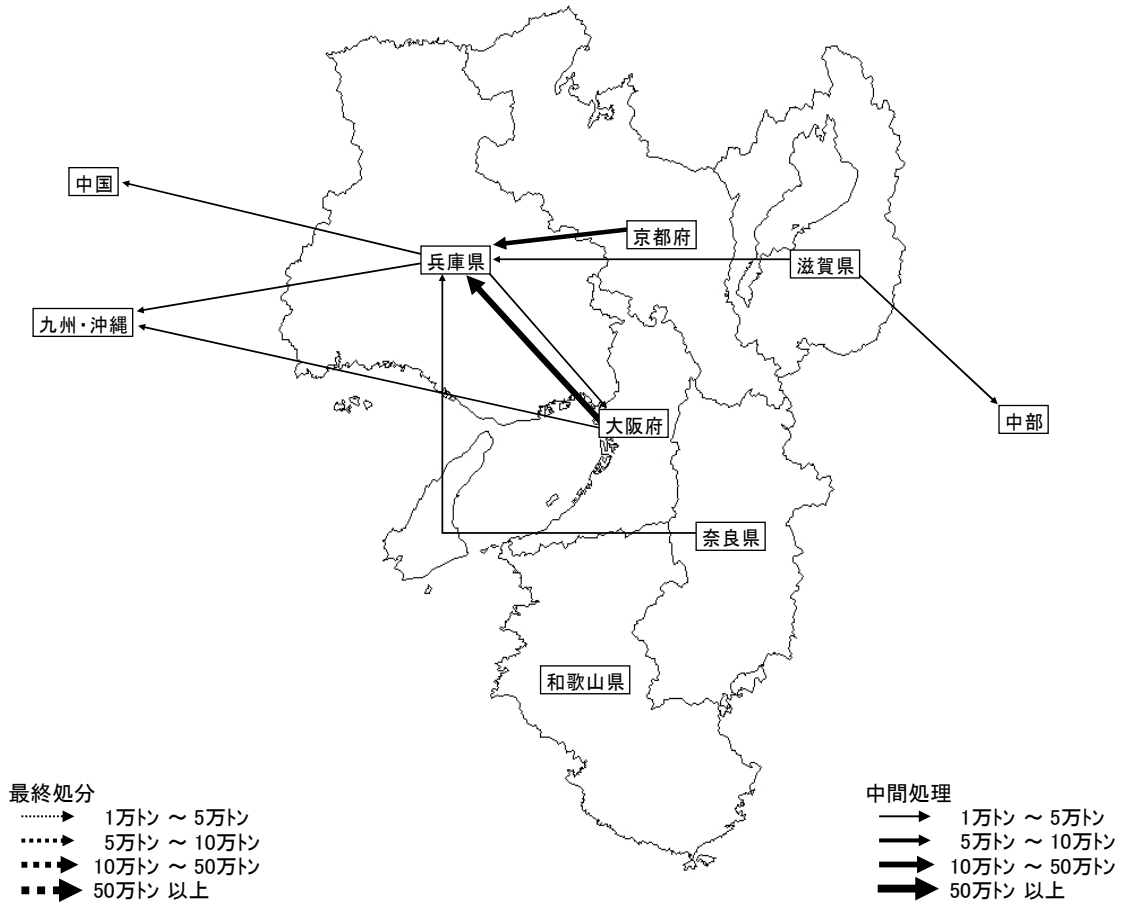 中国
京都府
兵庫県
滋賀県
九州・沖縄
大阪府
中部
奈良県
和歌山県
最終処分
1万トン ～ 5万トン
5万トン ～ 10万トン
10万トン ～ 50万トン
50万トン 以上
中間処理
1万トン ～ 5万トン
5万トン ～ 10万トン
10万トン ～ 50万トン
50万トン 以上